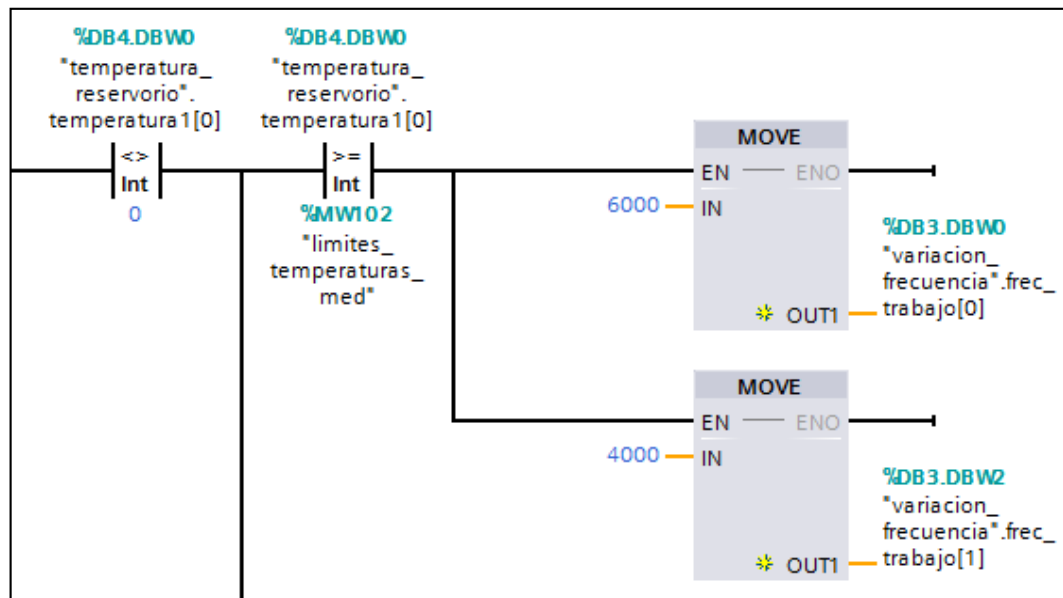 %DB4.DBW0
"temperatura_
reservorio".
temperatura1[0]
<>
Int
0
%DB4.DBW0
"temperatura_
reservorio".
temperatura1[0]
>=
Int
%MW102
"limites_
temperaturas_
med"
MOVE
EN
ENO
6000
IN
OUT1
%DB3.DBW0
"variacion_
frecuencia".frec_
trabajo[0]
MOVE
EN
ENO
4000
IN
OUT1
%DB3.DBW2
"variacion_
frecuencia".frec_
trabajo[1]